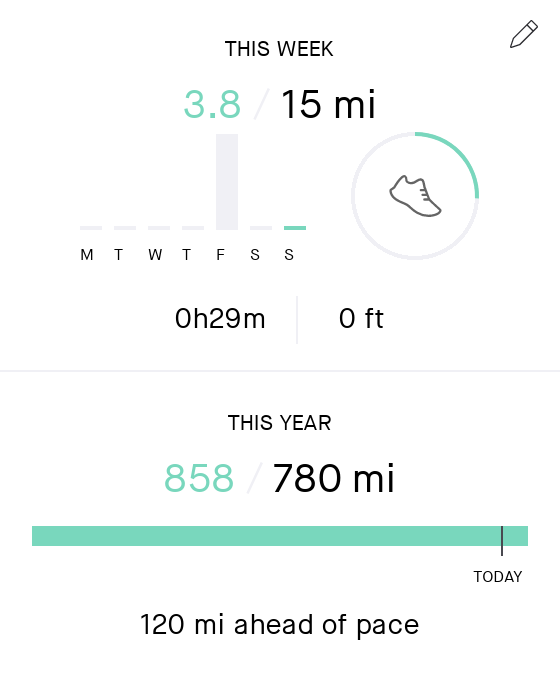 THIS WEEK
3.8 / 15 mi
M T W T F S S
0h29m 0 ft
THIS YEAR
858 / 780 mi
TODAY
120 mi ahead of pace